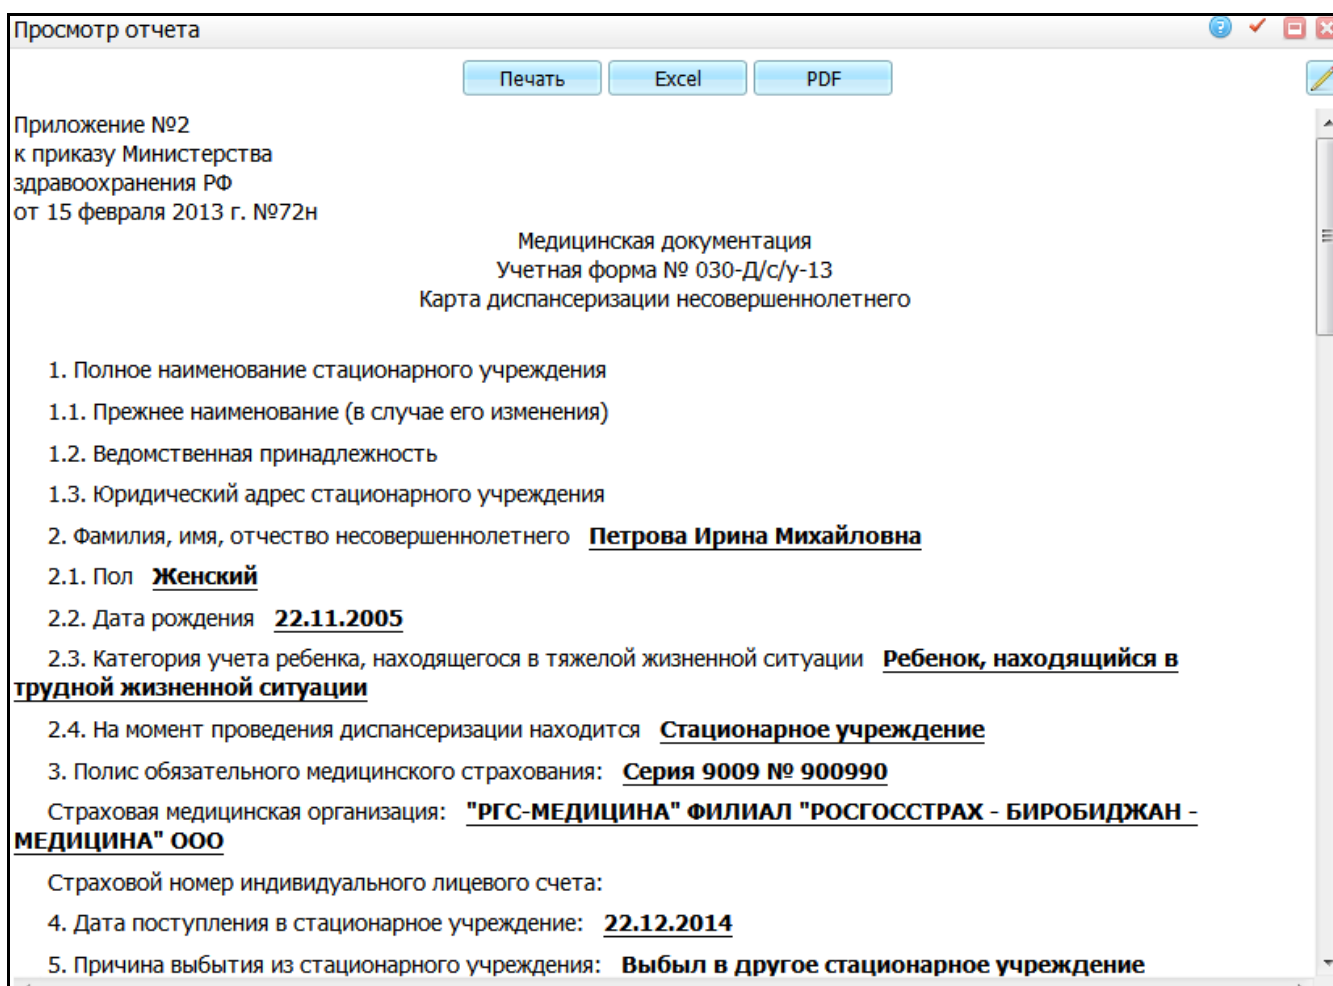 Просмотр отчета
Печать Excel PDF
Приложение №2
к приказу Министерства
здравоохранения РФ
от 15 февраля 2013 г. №72н
Медицинская документация
Учетная форма № 030-Д/с/у-13
Карта диспансеризации несовершеннолетнего
1. Полное наименование стационарного учреждения
1.1. Прежнее наименование (в случае его изменения)
1.2. Ведомственная принадлежность
1.3. Юридический адрес стационарного учреждения
2. Фамилия, имя, отчество несовершеннолетнего Петрова Ирина Михайловна
2.1. Пол Женский
2.2. Дата рождения 22.11.2005
2.3. Категория учета ребенка, находящегося в тяжелой жизненной ситуации Ребенок, находящийся в
трудной жизненной ситуации
2.4. На момент проведения диспансеризации находится Стационарное учреждение
3. Полис обязательного медицинского страхования: Серия 9009 № 900990
Страховая медицинская организация: "РГС-МЕДИЦИНА" ФИЛИАЛ "РОСГОССТРАХ - БИРОБИДЖАН -
МЕДИЦИНА" ООО
Страховой номер индивидуального лицевого счета:
4. Дата поступления в стационарное учреждение: 22.12.2014
5. Причина выбытия из стационарного учреждения: Выбыл в другое стационарное учреждение